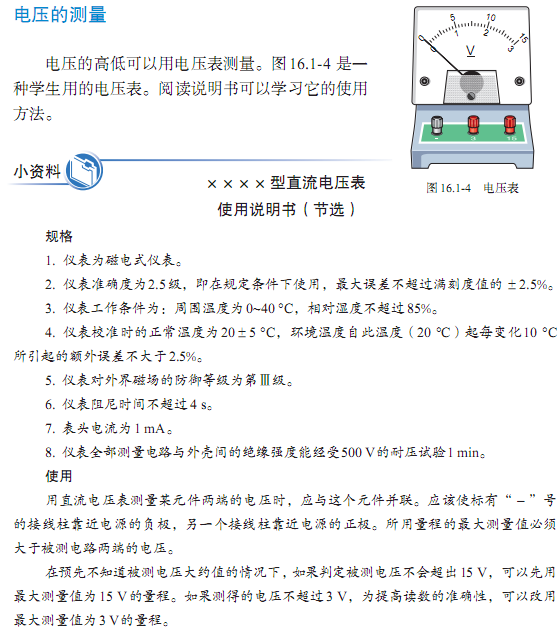 电压的测量
电压的高低可以用电压表测量。图16.1-4 是一
种学生用的电压表。阅读说明书可以学习它的使用
方法。
0 5 10 15
0 1 2 3
V
- 3 15
图 16.1-4 电压表
小资料
××××型直流电压表
使用说明书（节选）
规格
1. 仪表为磁电式仪表。
2. 仪表准确度为2.5级，即在规定条件下使用，最大误差不超过满刻度值的 ±2.5%。
3. 仪表工作条件为：周围温度为0~40 °C，相对湿度不超过85%。
4. 仪表校准时的正常温度为20±5 °C，环境温度自此温度（20 °C）起每变化10 °C
所引起的额外误差不大于2.5%。
5. 仪表对外界磁场的防御等级为第Ⅲ级。
6. 仪表阻尼时间不超过4 s。
7. 表头电流为1 mA。
8. 仪表全部测量电路与外壳间的绝缘强度能经受500 V的耐压试验1 min。
使用
用直流电压表测量某元件两端的电压时，应与这个元件并联。应该使标有“－”号
的接线柱靠近电源的负极，另一个接线柱靠近电源的正极。所用量程的最大测量值必须
大于被测电路两端的电压。
在预先不知道被测电压大约值的情况下，如果判定被测电压不会超出15 V，可以先用
最大测量值为15 V的量程。如果测得的电压不超过3 V，为提高读数的准确性，可以改用
最大测量值为3 V的量程。